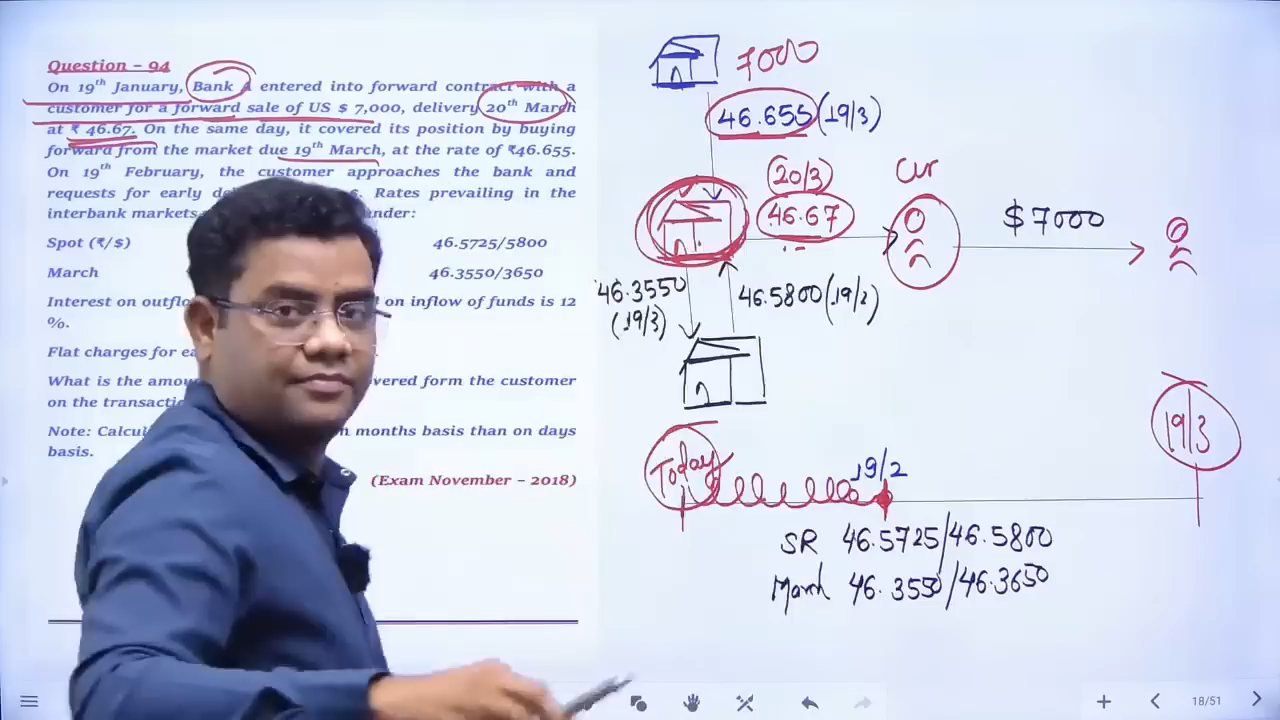 Question – 94
On 19th January, Bank A entered into forward contract with a
customer for a forward sale of US $ 7,000, delivery 20th March
at ₹ 46.67. On the same day, it covered its position by buying
forward from the market due 19th March, at the rate of ₹46.655.
On 19th February, the customer approaches the bank and
requests for early Rates prevailing in the
interbank markets
Spot (₹/$) 46.5725/5800
March 46.3550/3650
Interest on on inflow of funds is 12
%.
Flat charges for
What is the form the customer
on the
Note: months basis than on days
basis.
(Exam November – 2018)
7000
46.655 (19/3)
(20/3)
46.67
Cur
$7000
46.3550
(19/3)
46.5800 (19/2)
Today
19/2
19/3
SR 46.5725/46.5800
March 46.3550/46.3650
18/51